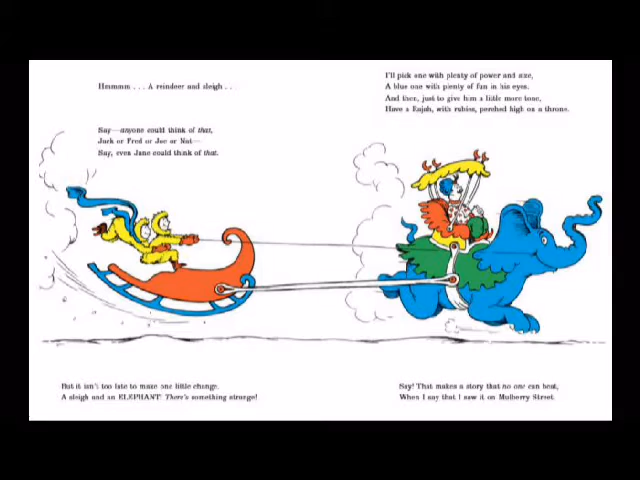 Hmmmm . . . A reindeer and sleigh . . .
Say—anyone could think of that,
Jack or Fred or Joe or Nat—
Say, even Jane could think of that.
But it isn't too late to make one little change.
A sleigh and an ELEPHANT! There's something strange!
I'll pick one with plenty of power and size,
A blue one with plenty of fun in his eyes.
And then, just to give him a little more tone,
Have a Rajah, with rubies, perched high on a throne.
Say! That makes a story that no one can beat,
When I say that I saw it on Mulberry Street.